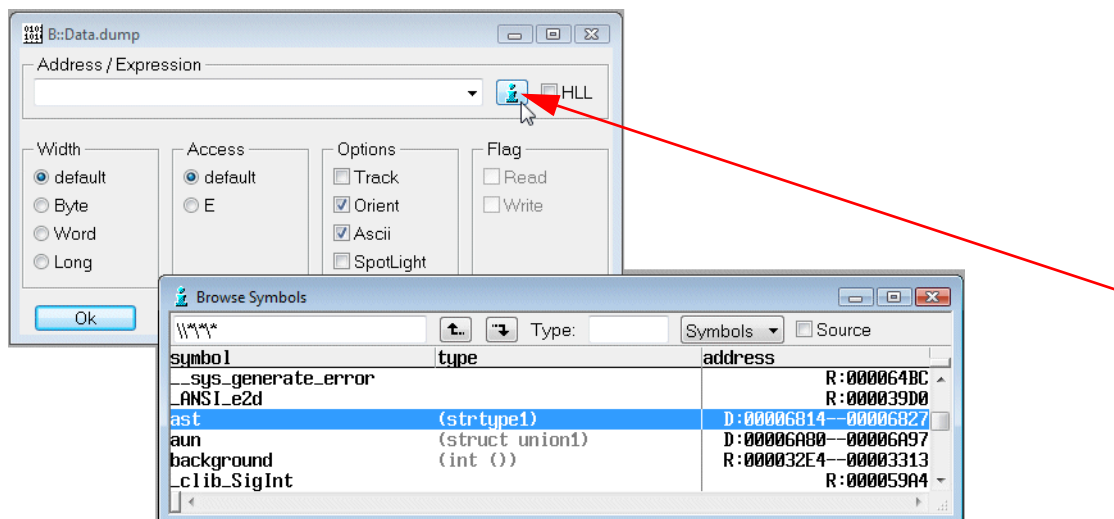 B::Data.dump
Address / Expression
HLL
Width Access Options Flag
default default Track Read
Byte E Orient Write
Word Ascii
Long SpotLight
Ok
Browse Symbols
\\*\*\* Type: Symbols Source
symbol type address
__sys_generate_error R:000064BC
_ANSI_e2d R:000039D0
ast (strtype1) D:00006814--00006827
aun (struct union1) D:00006A80--00006A97
background (int ()) R:000032E4--00003313
_clib_SigInt R:000059A4